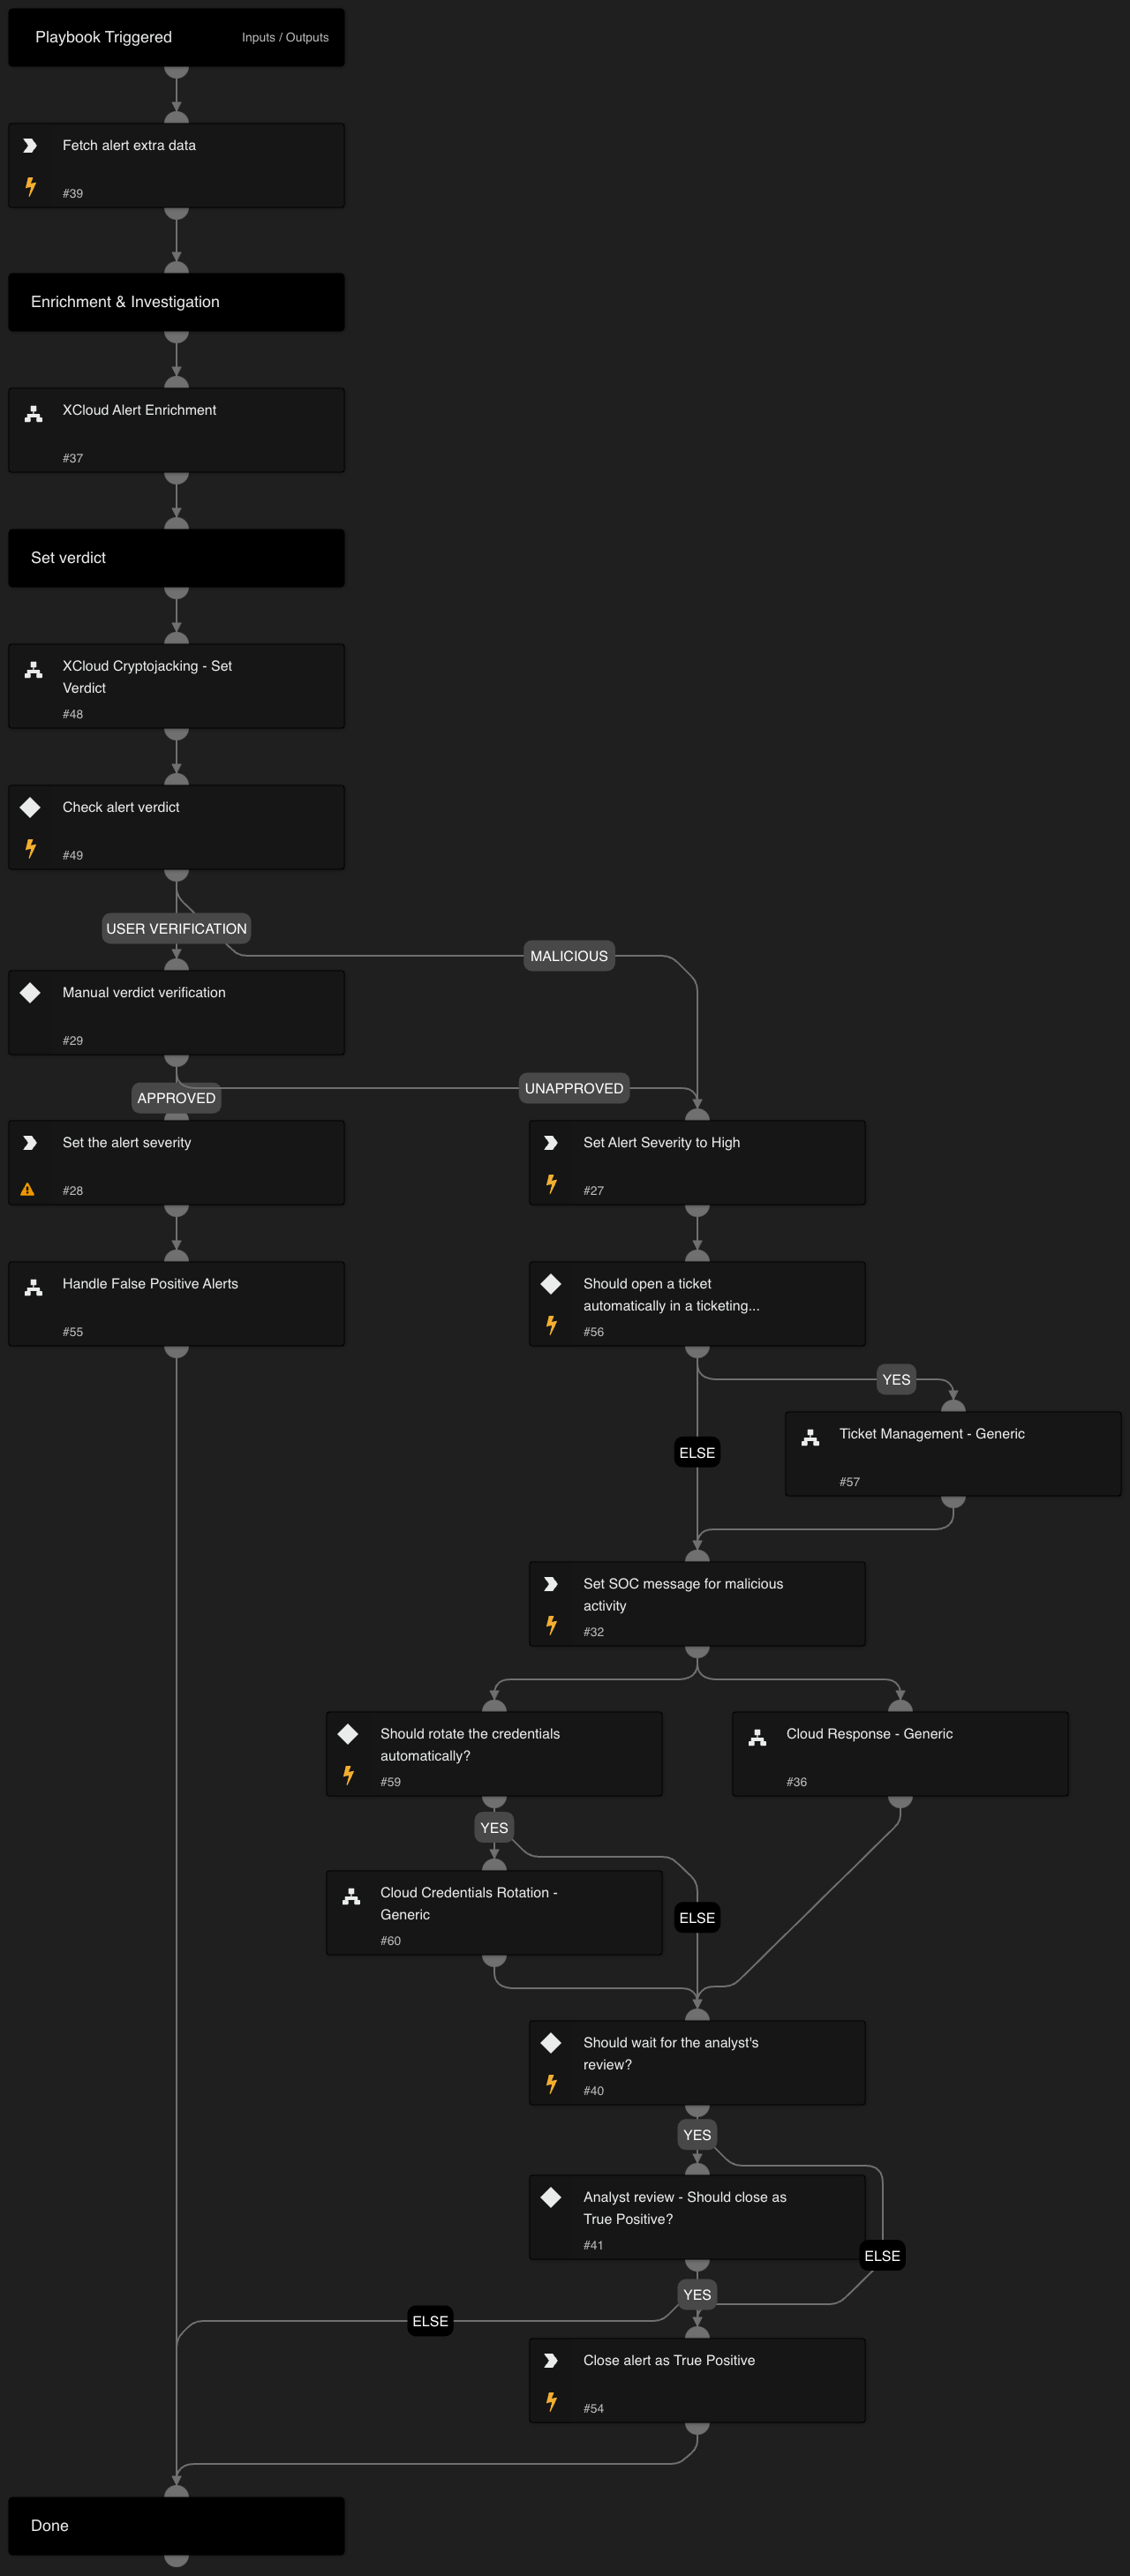 Playbook Triggered
Inputs / Outputs
Fetch alert extra data
#39
Enrichment & Investigation
XCloud Alert Enrichment
#37
Set verdict
XCloud Cryptojacking - Set
Verdict
#48
Check alert verdict
#49
USER VERIFICATION
MALICIOUS
Manual verdict verification
#29
APPROVED
UNAPPROVED
Set the alert severity
#28
Set Alert Severity to High
#27
Handle False Positive Alerts
#55
Should open a ticket
automatically in a ticketing...
#56
YES
ELSE
Ticket Management - Generic
#57
Set SOC message for malicious
activity
#32
Should rotate the credentials
automatically?
#59
Cloud Response - Generic
#36
YES
Cloud Credentials Rotation -
Generic
#60
ELSE
Should wait for the analyst's
review?
#40
YES
Analyst review - Should close as
True Positive?
#41
ELSE
YES
ELSE
Close alert as True Positive
#54
Done